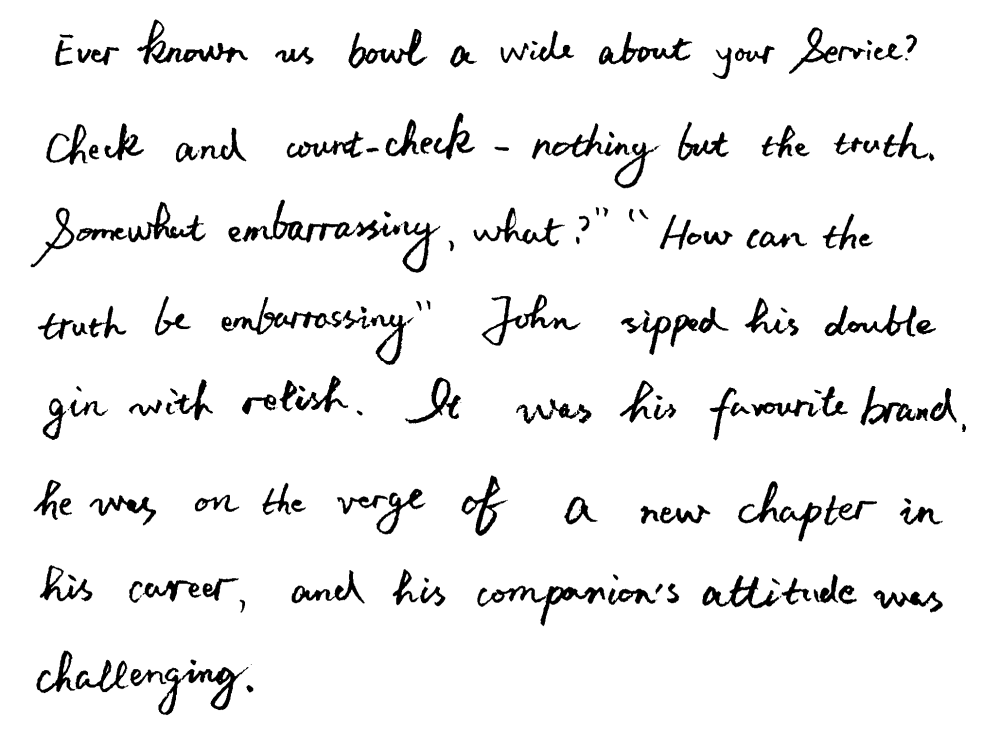 Ever known us bowl a wide about your Service?
Check and count-check - nothing but the truth.
Somewhat embarrassing, what?" "How can the
truth be embarrassing" John sipped his double
gin with relish. It was his favourite brand,
he was on the verge of a new chapter in
his career, and his companion's attitude was
challenging.